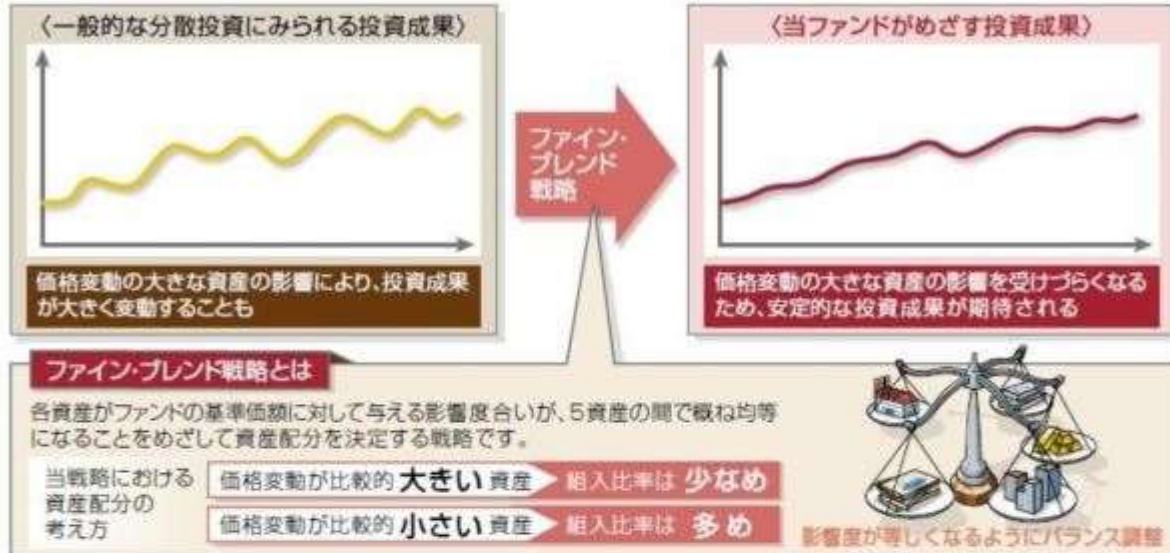 〈一般的な分散投資にみられる投資成果〉
価格変動の大きな資産の影響により、投資成果
が大きく変動することも
ファイン・
ブレンド
戦略
〈当ファンドがめざす投資成果〉
価格変動の大きな資産の影響を受けづらくなる
ため、安定的な投資成果が期待される
ファイン・ブレンド戦略とは
各資産がファンドの基準価額に対して与える影響度合いが、5資産の間で概ね均等
になることをめざして資産配分を決定する戦略です。
当戦略における
資産配分の
考え方
価格変動が比較的 大きい 資産 組入比率は 少なめ
価格変動が比較的 小さい 資産 組入比率は 多め
影響度が等しくなるようにバランス調整